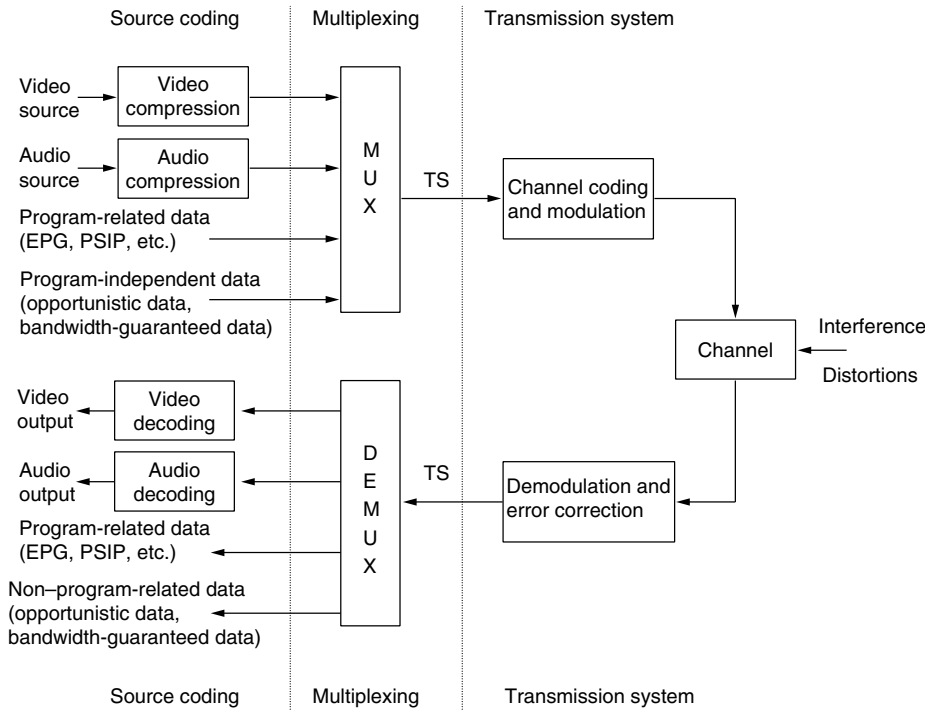 Source coding
Multiplexing
Transmission system
Video
source
Video
compression
Audio
source
Audio
compression
Program-related data
(EPG, PSIP, etc.)
Program-independent data
(opportunistic data,
bandwidth-guaranteed data)
M
U
X
TS
Channel coding
and modulation
Channel
Interference
Distortions
Video
output
Video
decoding
Audio
output
Audio
decoding
Program-related data
(EPG, PSIP, etc.)
Non–program-related data
(opportunistic data,
bandwidth-guaranteed data)
D
E
M
U
X
TS
Demodulation and
error correction
Source coding
Multiplexing
Transmission system